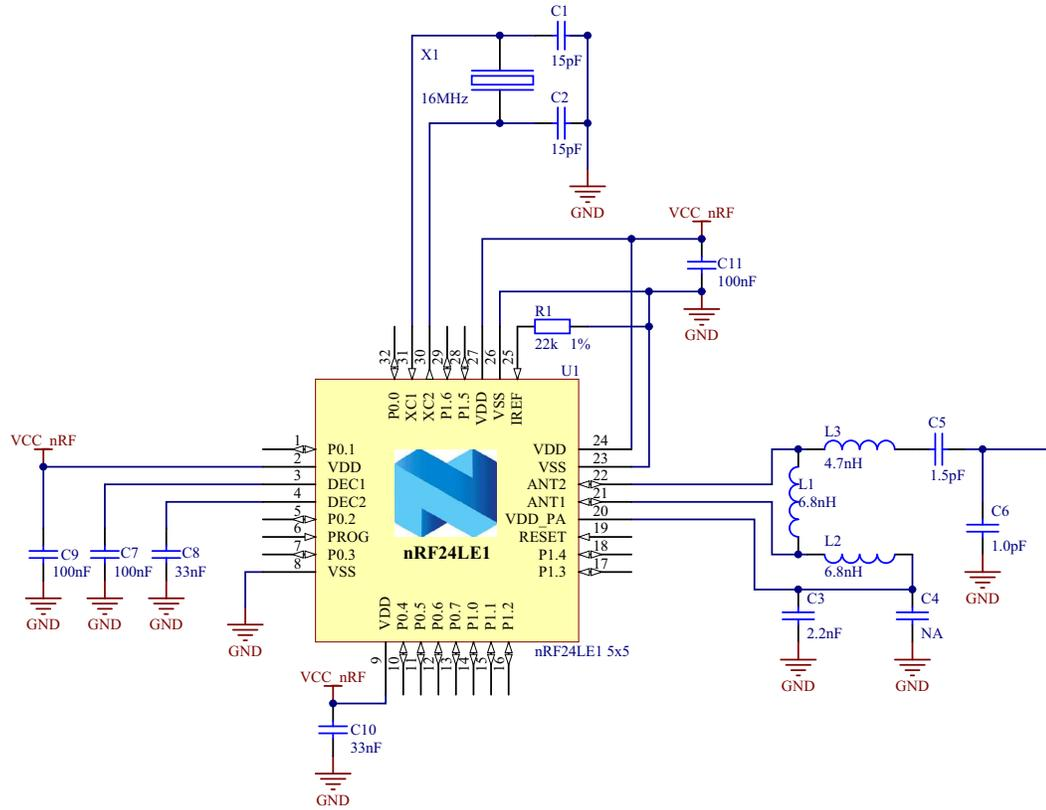 C1
15pF
X1
16MHz
C2
15pF
GND
VCC_nRF
C11
100nF
GND
R1
22k 1%
32
31
30
29
28
27
26
25
U1
P0.0
XC1
XC2
P1.6
P1.5
VDD
VSS
IREF
VCC_nRF
1
P0.1
2
VDD
3
DEC1
4
DEC2
5
P0.2
6
PROG
7
P0.3
8
VSS
nRF24LE1
VDD
24
VSS
23
ANT2
22
ANT1
21
VDD_PA
20
RESET
19
P1.4
18
P1.3
17
L3
4.7nH
C5
1.5pF
L1
6.8nH
L2
6.8nH
C6
1.0pF
GND
C9
100nF
C7
100nF
C8
33nF
GND
GND
GND
GND
C3
2.2nF
C4
NA
GND
GND
VDD
P0.4
P0.5
P0.6
P0.7
P1.0
P1.1
P1.2
nRF24LE1 5x5
9
10
11
12
13
14
15
16
VCC_nRF
C10
33nF
GND